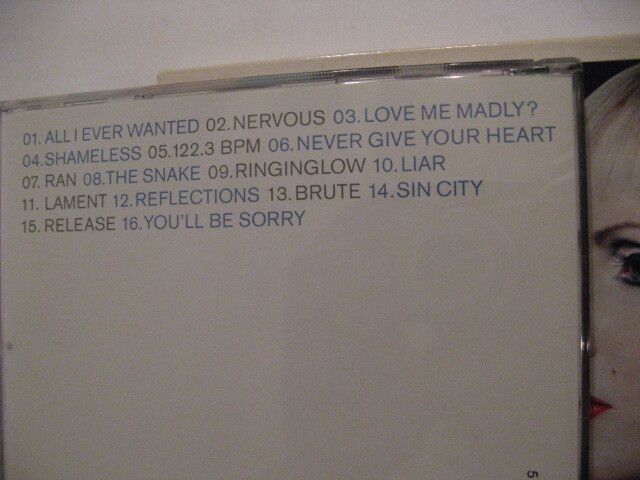 01. ALL I EVER WANTED 02. NERVOUS 03. LOVE ME MADLY?
04. SHAMELESS 05. 122.3 BPM 06. NEVER GIVE YOUR HEART
07. RAN 08. THE SNAKE 09. RINGINGLOW 10. LIAR
11. LAMENT 12. REFLECTIONS 13. BRUTE 14. SIN CITY
15. RELEASE 16. YOU'LL BE SORRY
5